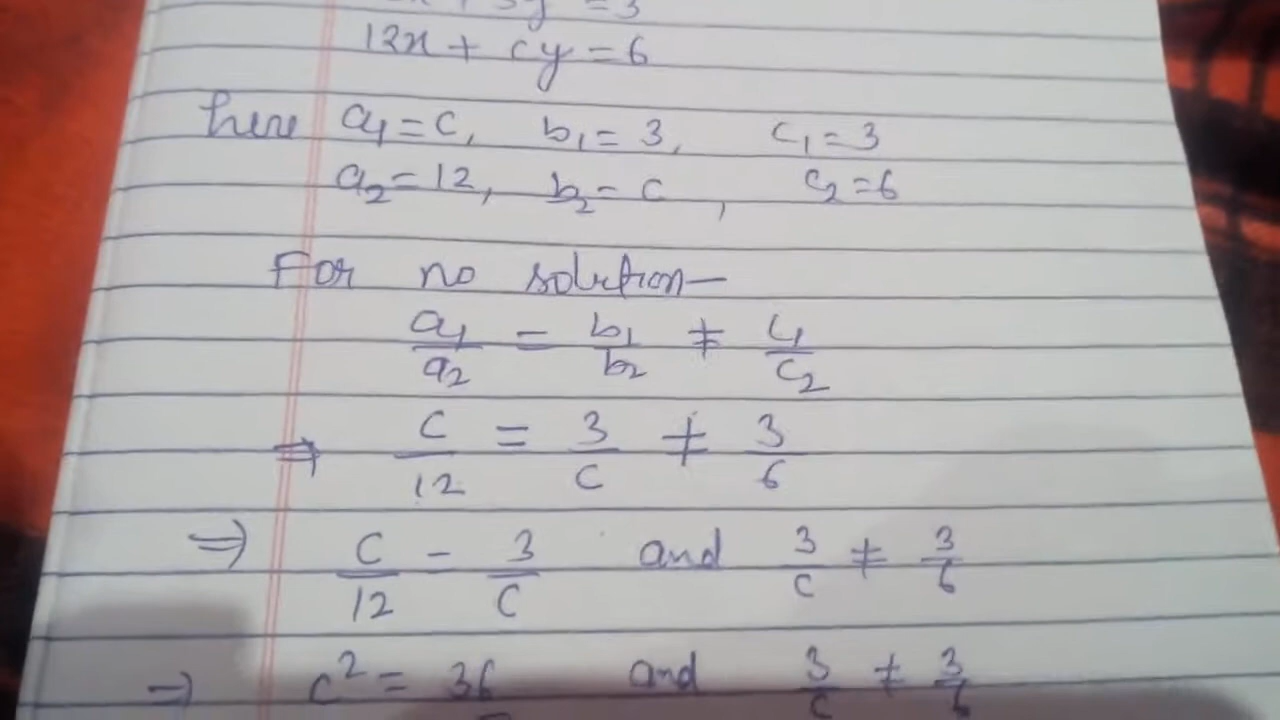 y = 3
12x + cy = 6
here a1 = c, b1 = 3, c1 = 3
a2 = 12, b2 = c, c2 = 6
For no solution—
a1/a2 = b1/b2 ≠ c1/c2
⇒ c/12 = 3/c ≠ 3/6
⇒ c/12 = 3/c and 3/c ≠ 3/6
⇒ c² = 36 and 3/c ≠ 3/6